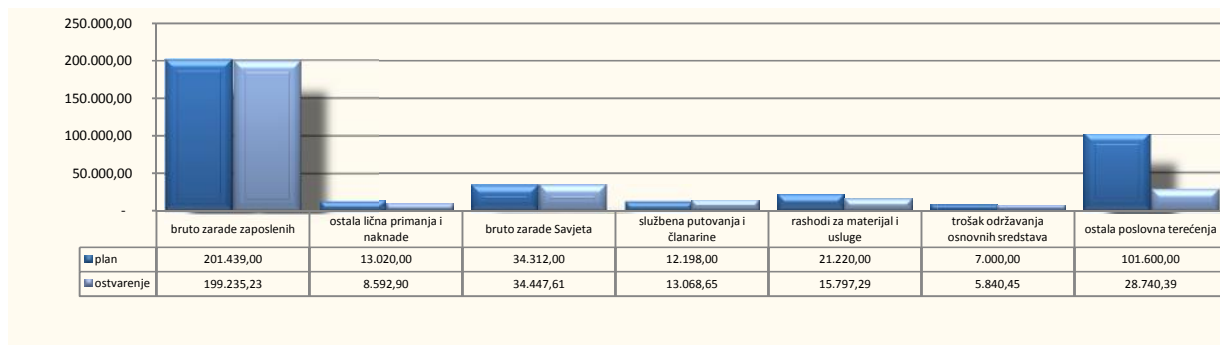 250.000,00
200.000,00
150.000,00
100.000,00
50.000,00
-
bruto zarade zaposlenih
ostala lična primanja i
naknade
bruto zarade Savjeta
službena putovanja i
članarine
rashodi za materijal i
usluge
trošak održavanja
osnovnih sredstava
ostala poslovna terećenja
plan 201.439,00 13.020,00 34.312,00 12.198,00 21.220,00 7.000,00 101.600,00
ostvarenje 199.235,23 8.592,90 34.447,61 13.068,65 15.797,29 5.840,45 28.740,39